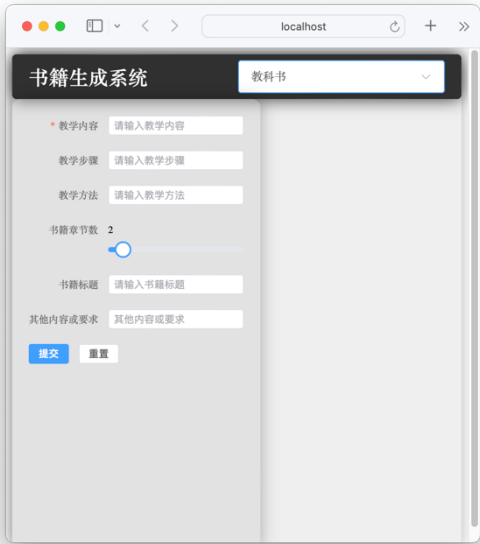 localhost
书籍生成系统
教科书
* 教学内容 请输入教学内容
教学步骤 请输入教学步骤
教学方法 请输入教学方法
书籍章节数 2
书籍标题 请输入书籍标题
其他内容或要求 其他内容或要求
提交 重置